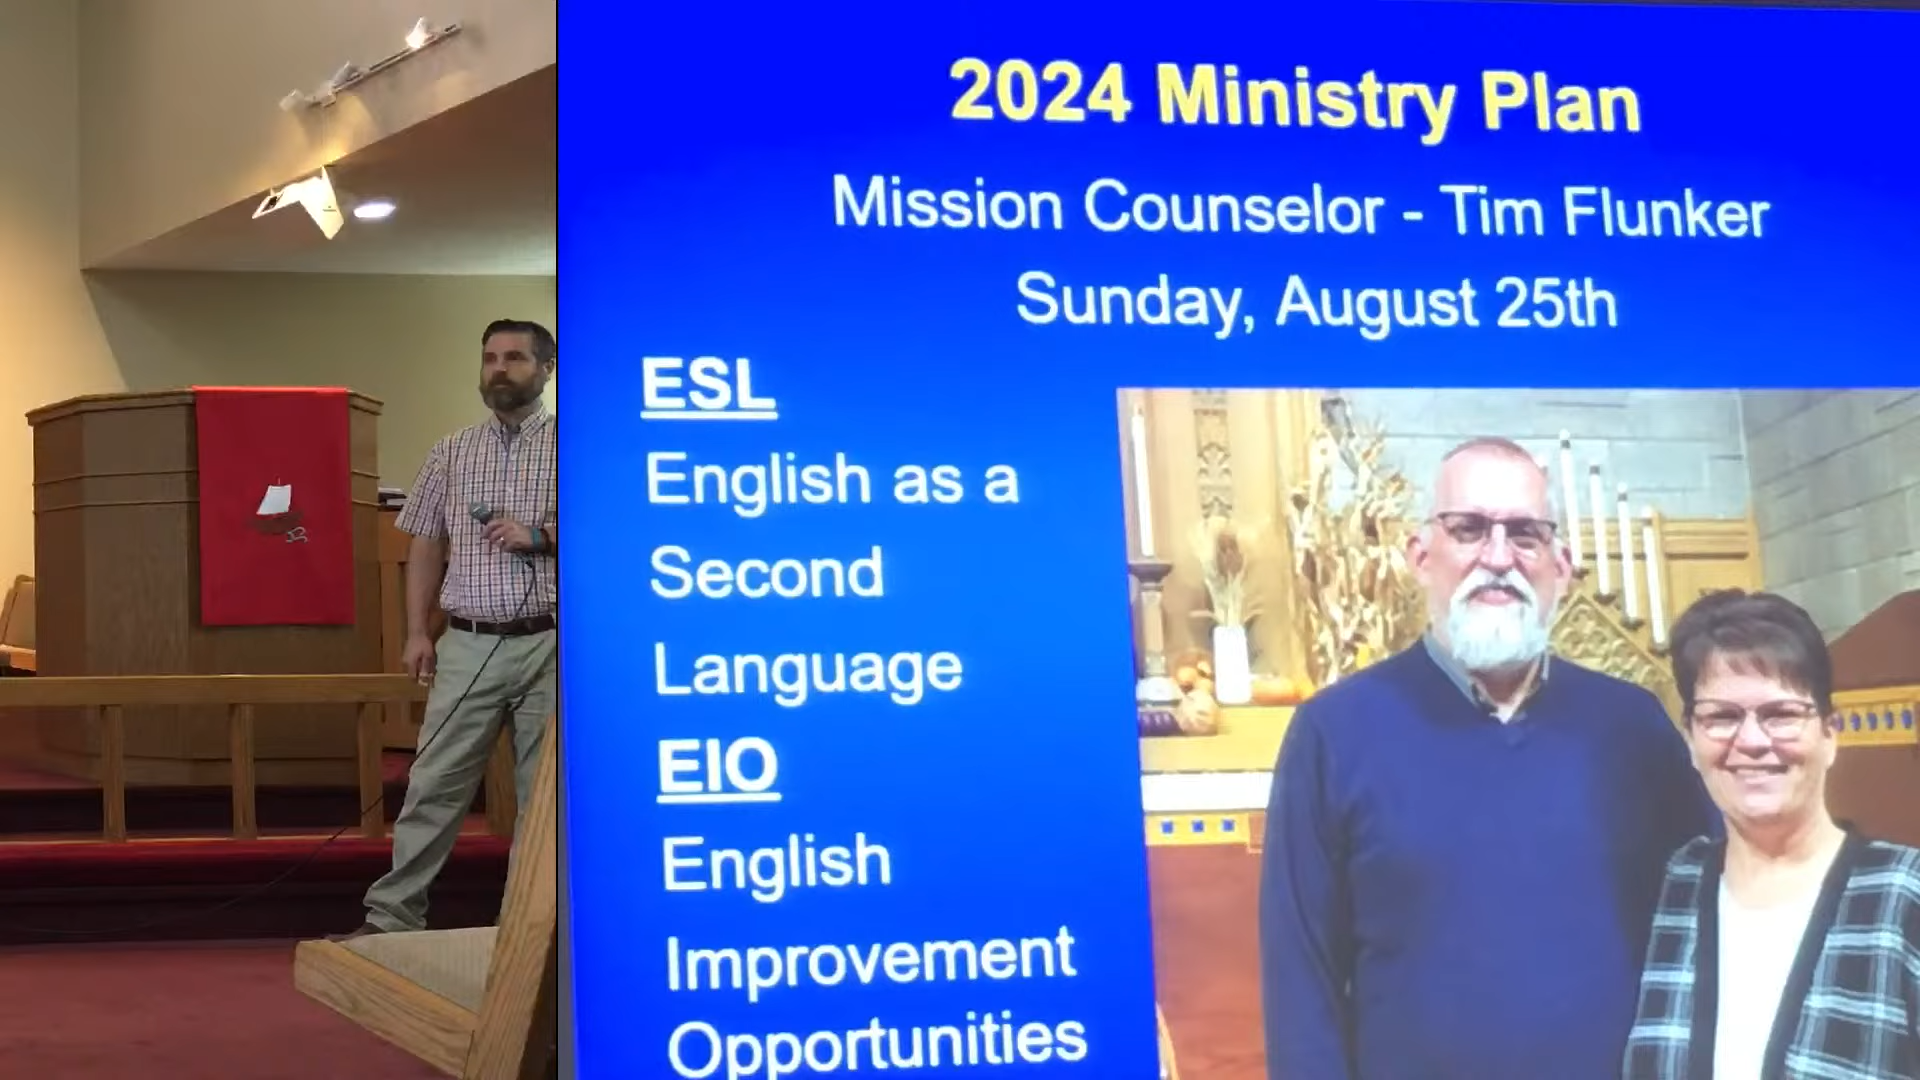 2024 Ministry Plan
Mission Counselor - Tim Flunker
Sunday, August 25th
ESL
English as a
Second
Language
EIO
English
Improvement
Opportunities